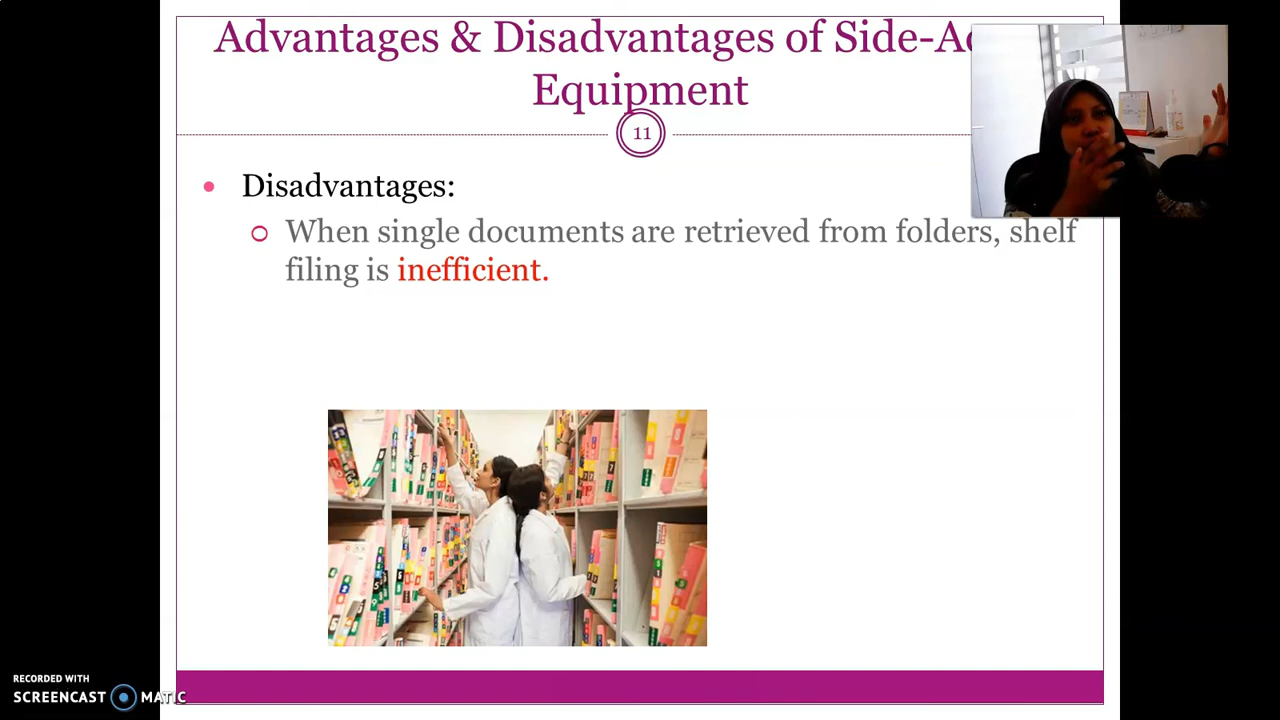 Advantages & Disadvantages of Side-Ac
Equipment
11
Disadvantages:
When single documents are retrieved from folders, shelf
filing is inefficient.
RECORDED WITH
SCREENCAST MATIC